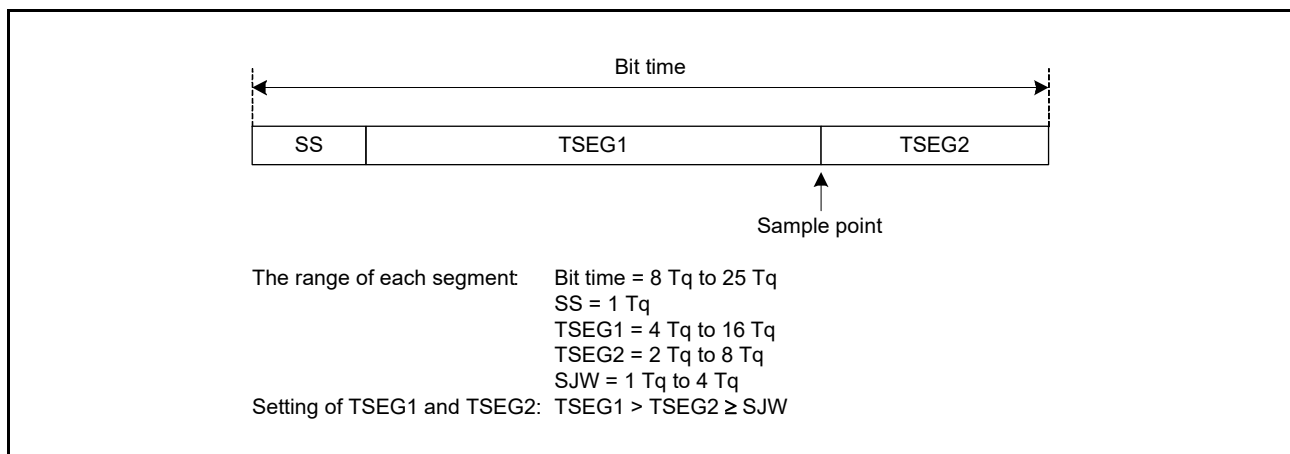 Bit time
SS TSEG1 TSEG2
Sample point
The range of each segment: Bit time = 8 Tq to 25 Tq
SS = 1 Tq
TSEG1 = 4 Tq to 16 Tq
TSEG2 = 2 Tq to 8 Tq
SJW = 1 Tq to 4 Tq
Setting of TSEG1 and TSEG2: TSEG1 > TSEG2 ≥ SJW